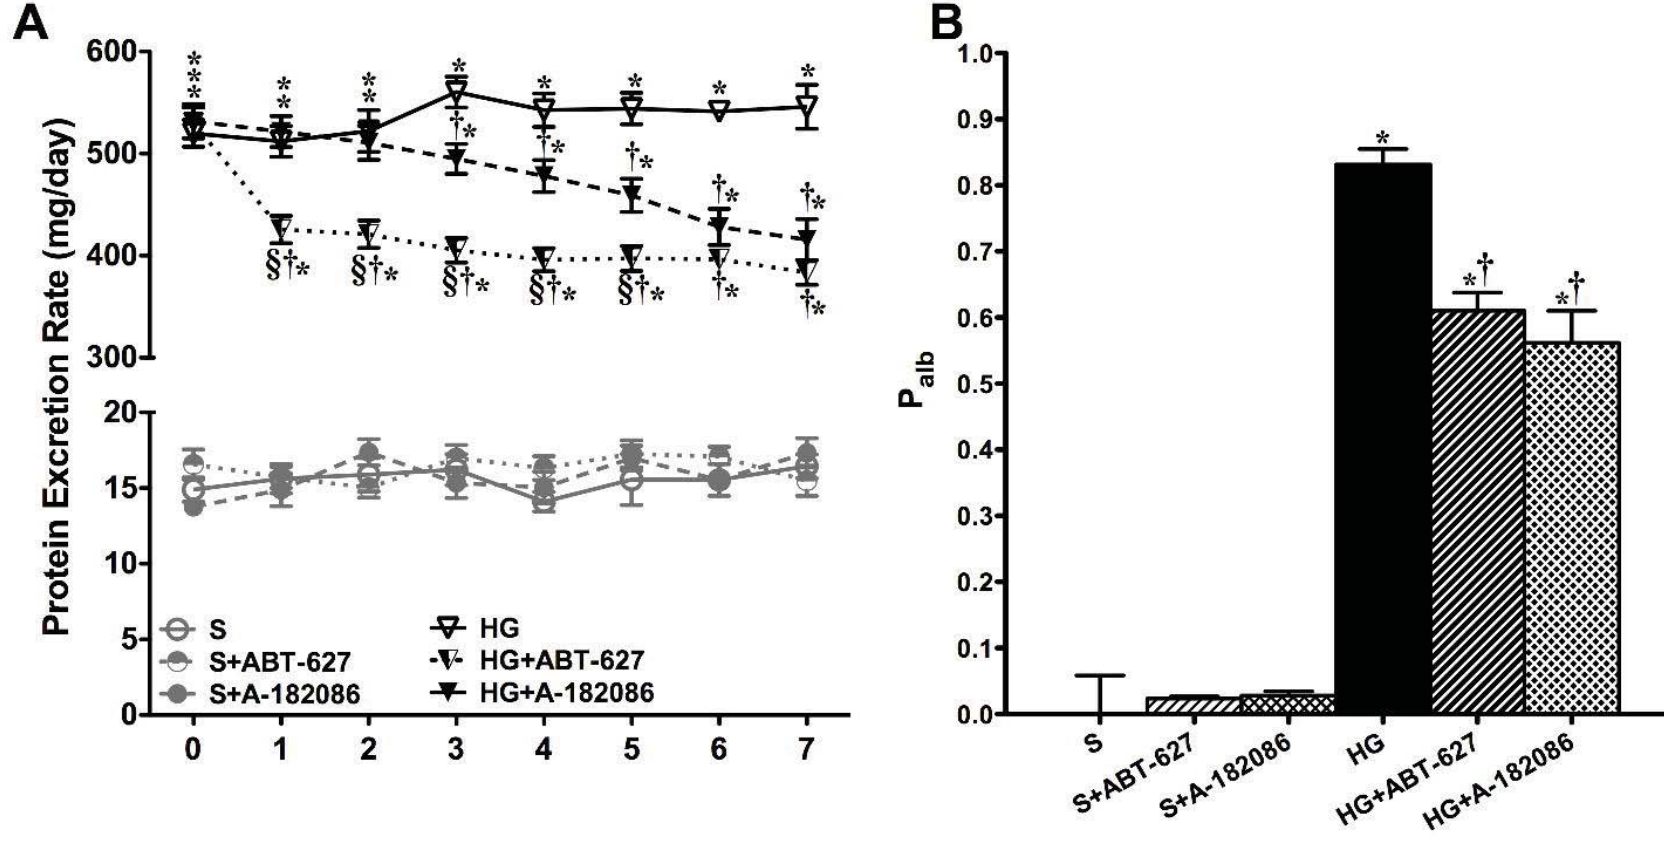 A
Protein Excretion Rate (mg/day)
600
500
400
300
20
15
10
5
0
* * *
* *
* *
*
*
*
*
*
†*
†*
†*
†*
†*
§†*
§†*
§†*
§†*
§†*
†*
†*
S
S+ABT-627
S+A-182086
HG
HG+ABT-627
HG+A-182086
0 1 2 3 4 5 6 7
B
Palb
1.0
0.9
0.8
0.7
0.6
0.5
0.4
0.3
0.2
0.1
0.0
*
*†
*†
S
S+ABT-627
S+A-182086
HG
HG+ABT-627
HG+A-182086